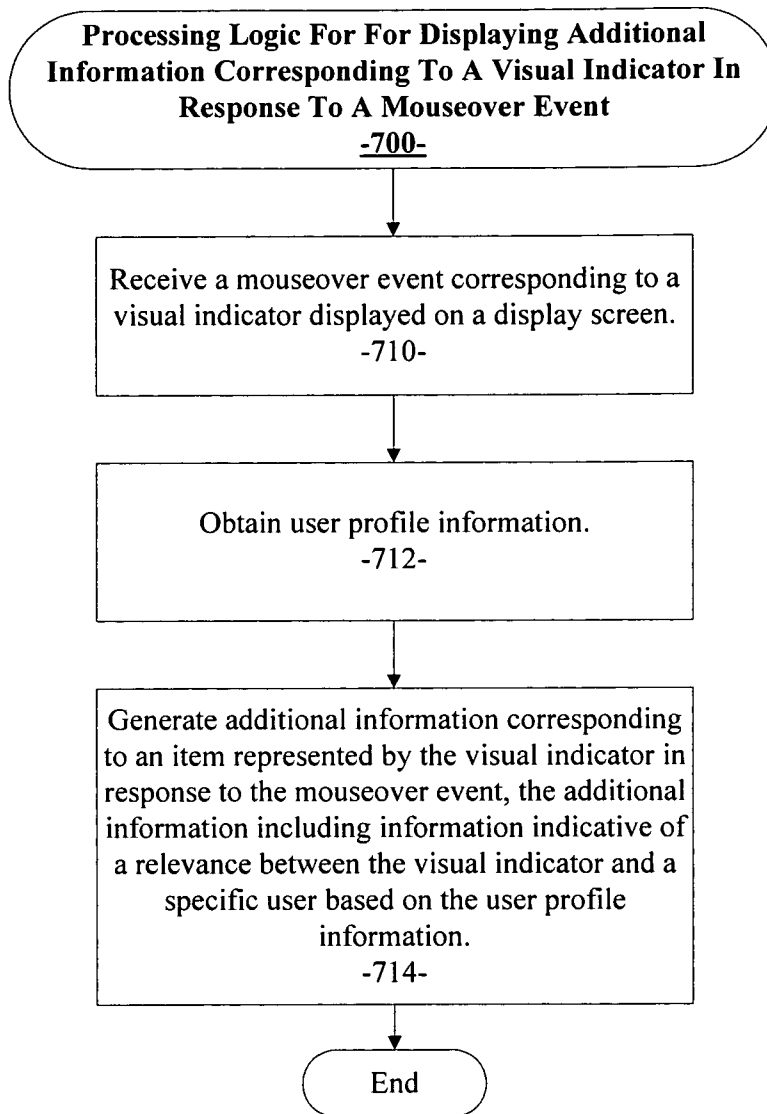 Processing Logic For For Displaying Additional
Information Corresponding To A Visual Indicator In
Response To A Mouseover Event
-700-
Receive a mouseover event corresponding to a
visual indicator displayed on a display screen.
-710-
Obtain user profile information.
-712-
Generate additional information corresponding
to an item represented by the visual indicator in
response to the mouseover event, the additional
information including information indicative of
a relevance between the visual indicator and a
specific user based on the user profile
information.
-714-
End